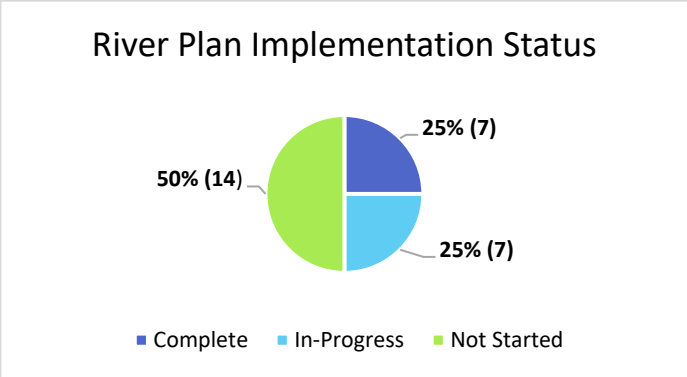 River Plan Implementation Status
25% (7)
50% (14)
25% (7)
Complete
In-Progress
Not Started